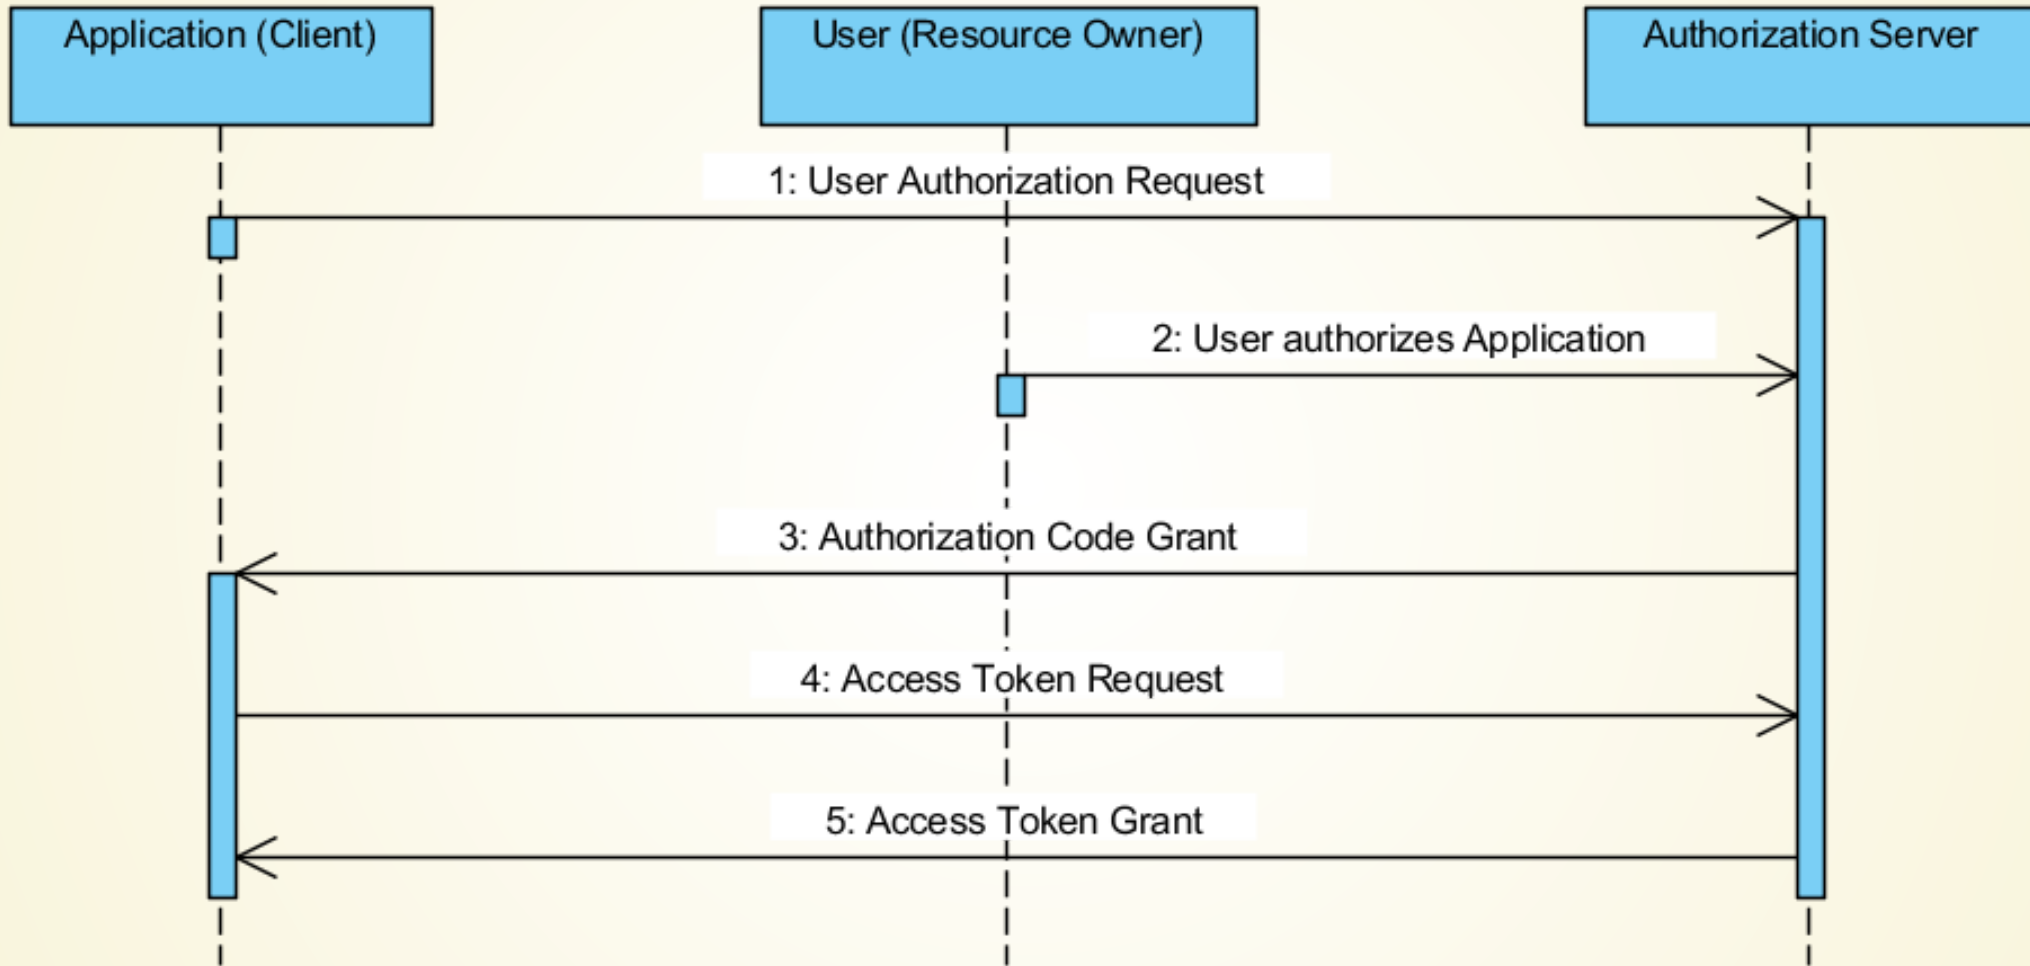 Application (Client)
User (Resource Owner)
Authorization Server
1: User Authorization Request
2: User authorizes Application
3: Authorization Code Grant
4: Access Token Request
5: Access Token Grant